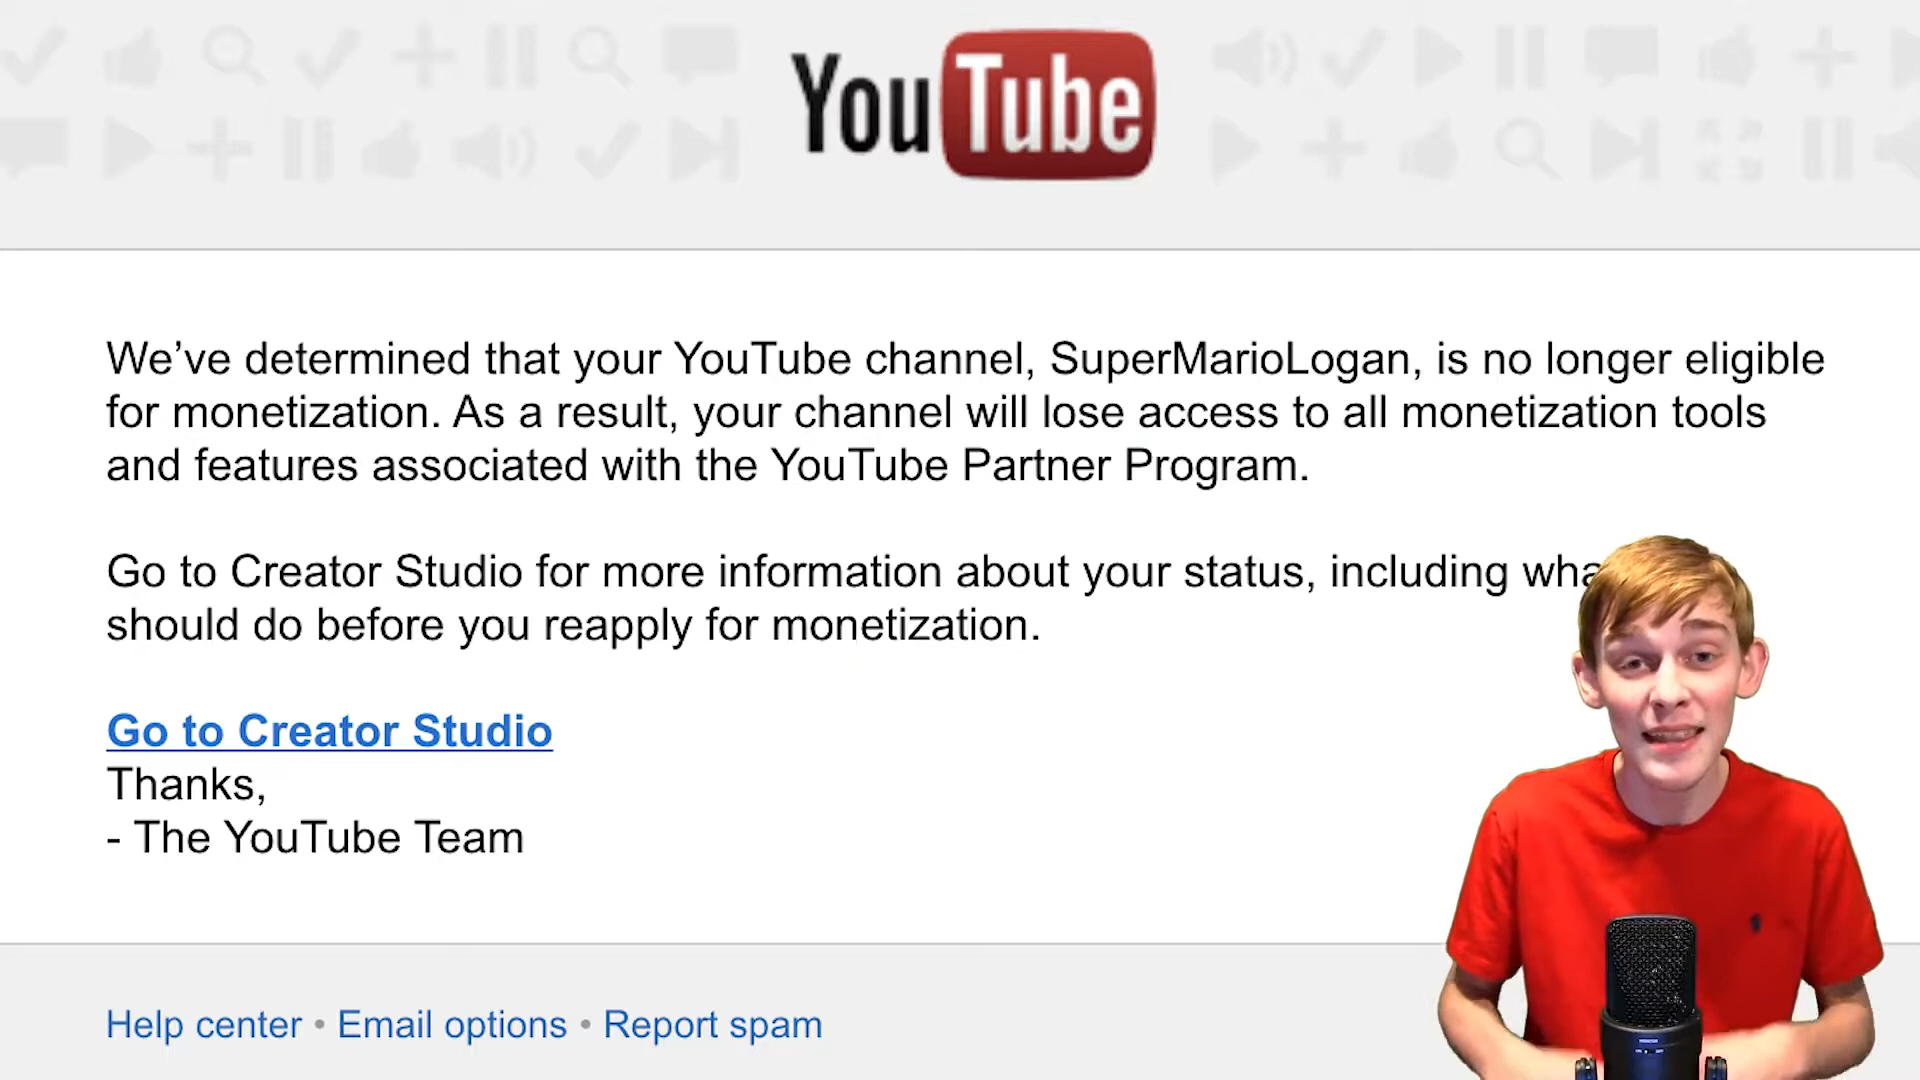 YouTube
We’ve determined that your YouTube channel, SuperMarioLogan, is no longer eligible
for monetization. As a result, your channel will lose access to all monetization tools
and features associated with the YouTube Partner Program.
Go to Creator Studio for more information about your status, including
should do before you reapply for monetization.
Go to Creator Studio
Thanks,
- The YouTube Team
Help center • Email options • Report spam